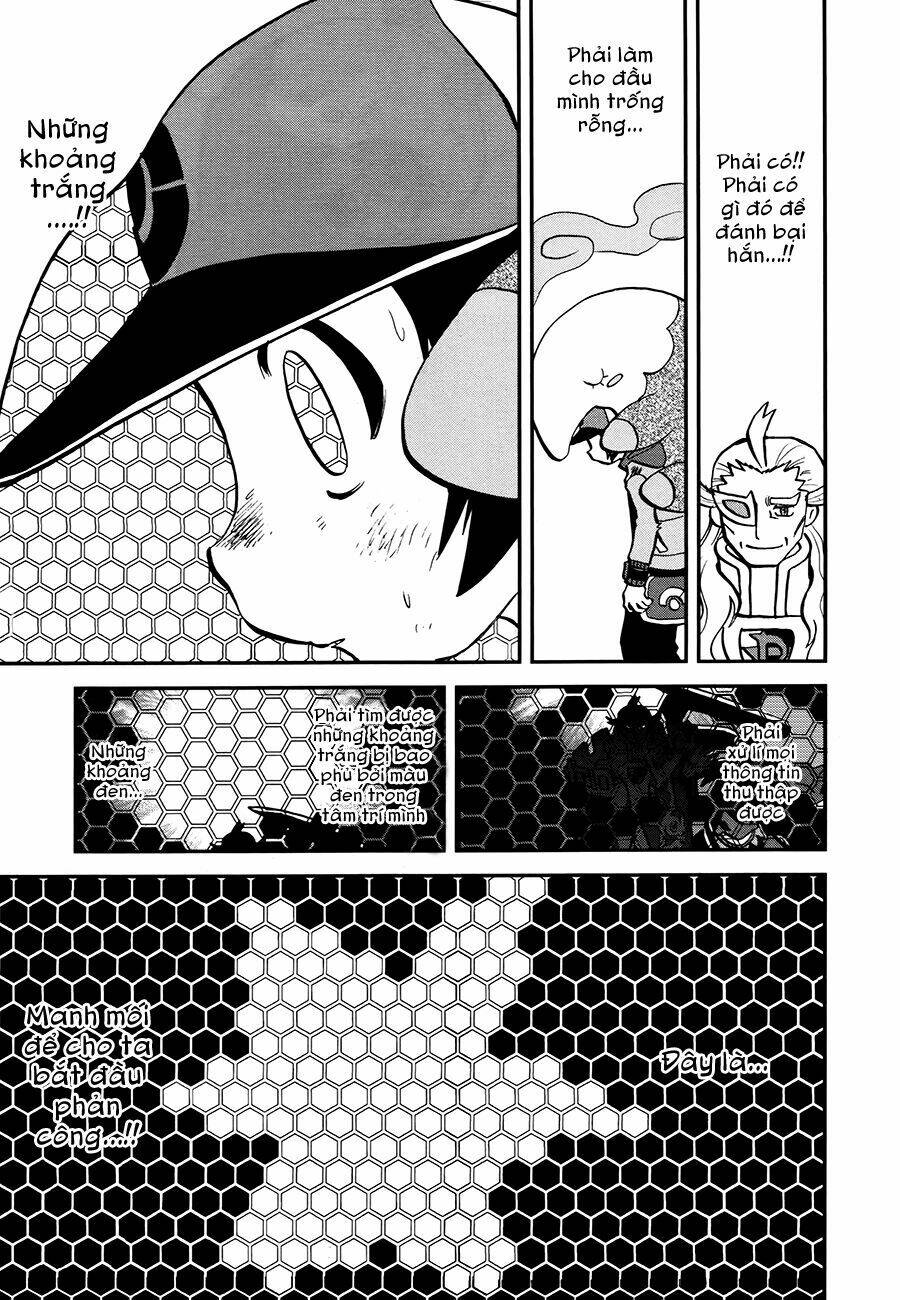 Phải có!!
Phải có
gì đó để
đánh bại
hắn...!!
Phải làm
cho đầu
mình trống
rỗng...
Những
khoảng
trắng
.....!!
Phải
xử lí mọi
thông tin
thu thập
được
Phải tìm được
những khoảng
trắng bị bao
phủ bởi màu
đen trong
tâm trí mình
Những
khoảng
đen...
Đây là...
Manh mối
để cho ta
bắt đầu
phản
công...!!